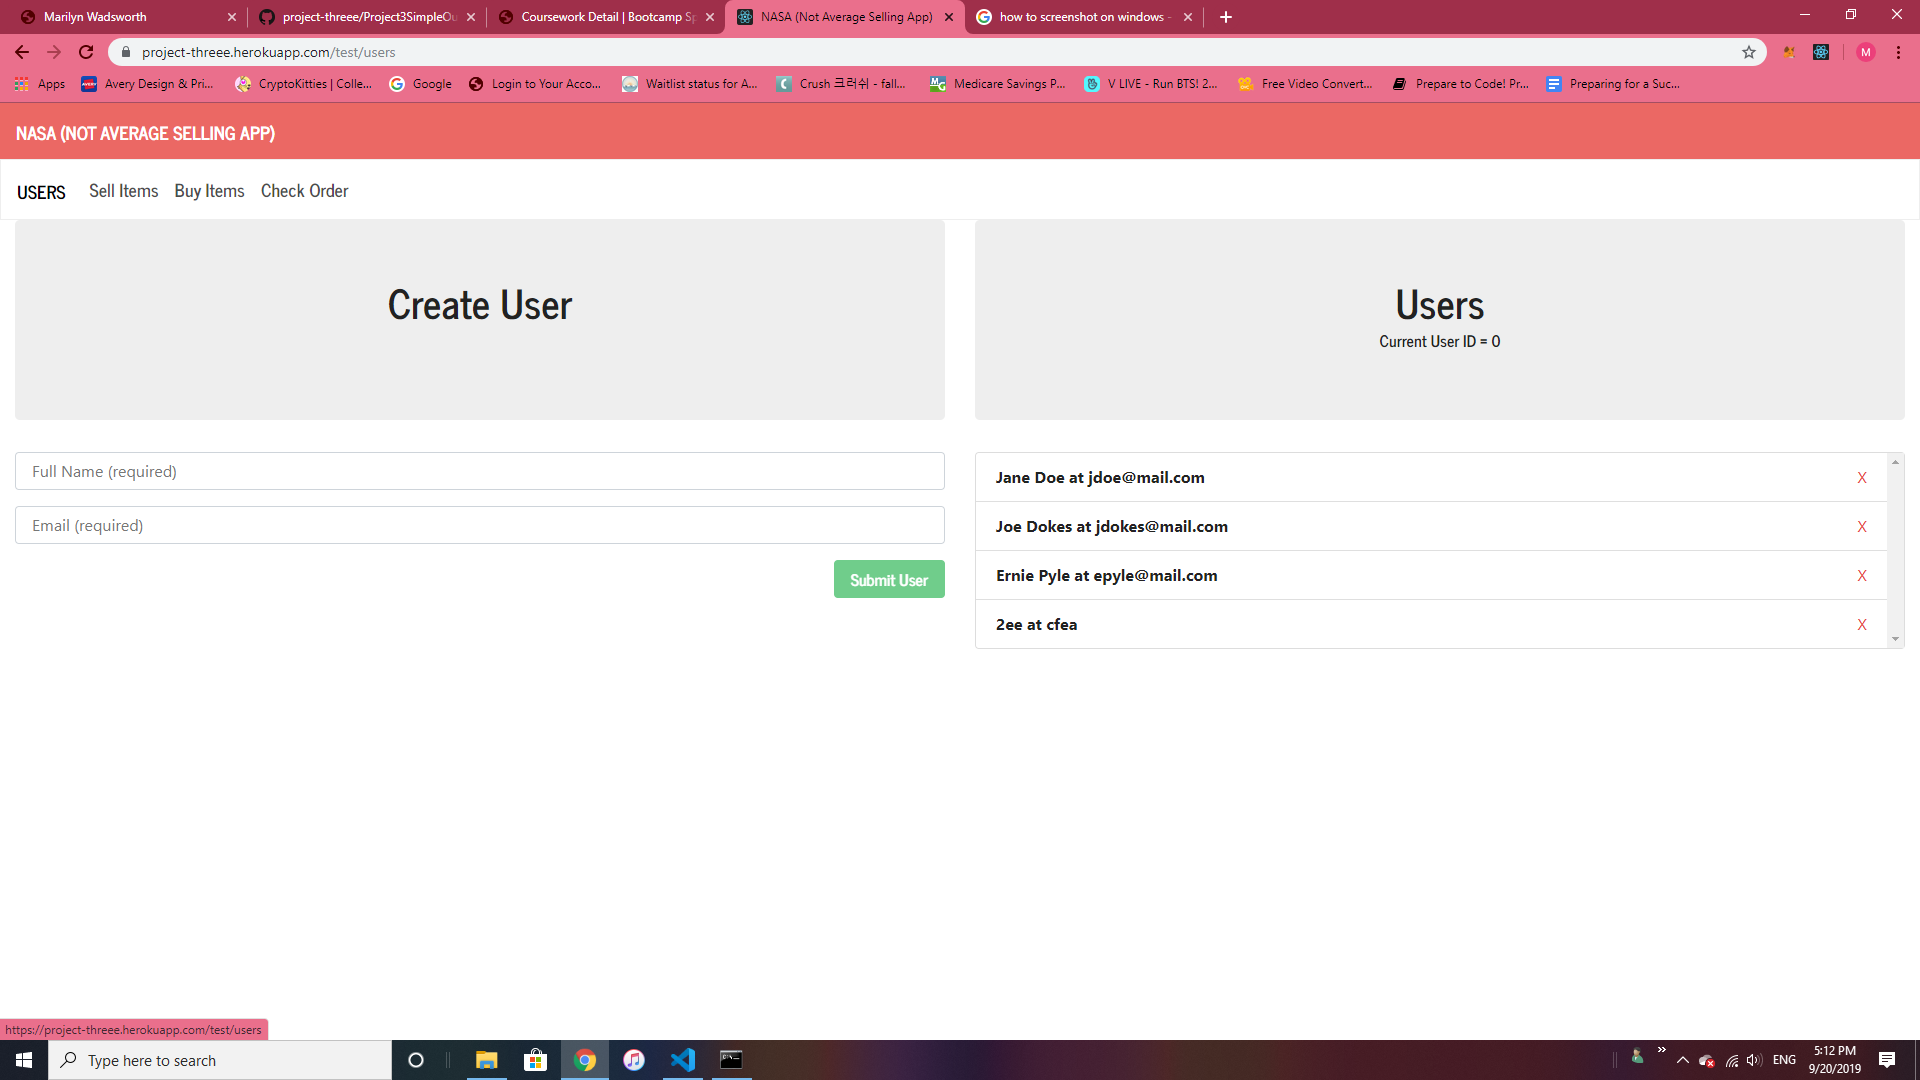 Marilyn Wadsworth
project-threee/Project3SimpleOu
Coursework Detail | Bootcamp Sp
NASA (Not Average Selling App)
how to screenshot on windows -
project-threee.herokuapp.com/test/users
M
Apps
Avery Design & Pri...
CryptoKitties | Colle...
Google
Login to Your Acco...
Waitlist status for A...
Crush 크러쉬 - fall...
Medicare Savings P...
V LIVE - Run BTS! 2...
Free Video Convert...
Prepare to Code! Pr...
Preparing for a Suc...
NASA (NOT AVERAGE SELLING APP)
USERS Sell Items Buy Items Check Order
Create User
Users
Current User ID = 0
Full Name (required)
Email (required)
Submit User
Jane Doe at jdoe@mail.com X
Joe Dokes at jdokes@mail.com X
Ernie Pyle at epyle@mail.com X
2ee at cfea X
https://project-threee.herokuapp.com/test/users
Type here to search
ENG
5:12 PM
9/20/2019